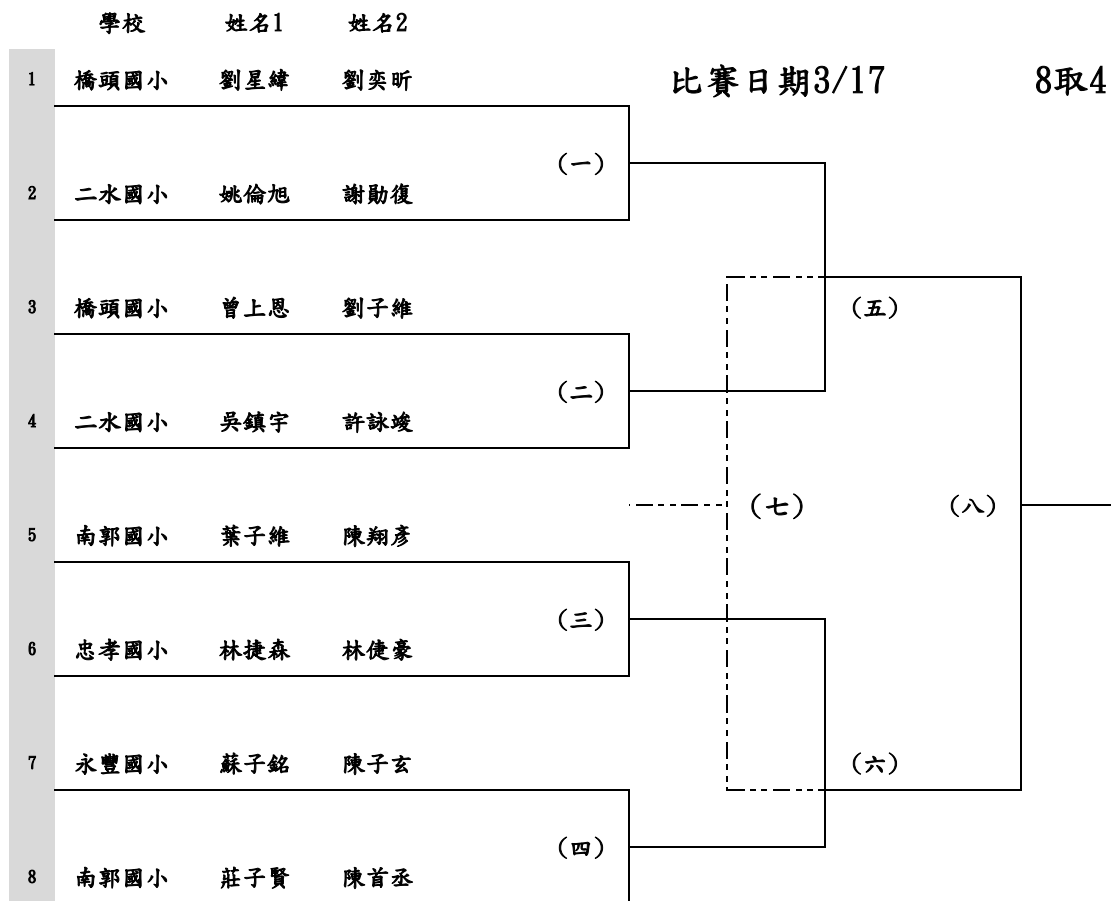 學校 姓名1 姓名2
1 橋頭國小 劉星緯 劉奕昕 比賽日期3/17 8取4
(一)
2 二水國小 姚倫旭 謝勛復
3 橋頭國小 曾上恩 劉子維 (五)
(二)
4 二水國小 吳鎮宇 許詠竣
(七) (八)
5 南郭國小 葉子維 陳翔彥
(三)
6 忠孝國小 林捷森 林倢豪
7 永豐國小 蘇子銘 陳子玄 (六)
(四)
8 南郭國小 莊子賢 陳首丞